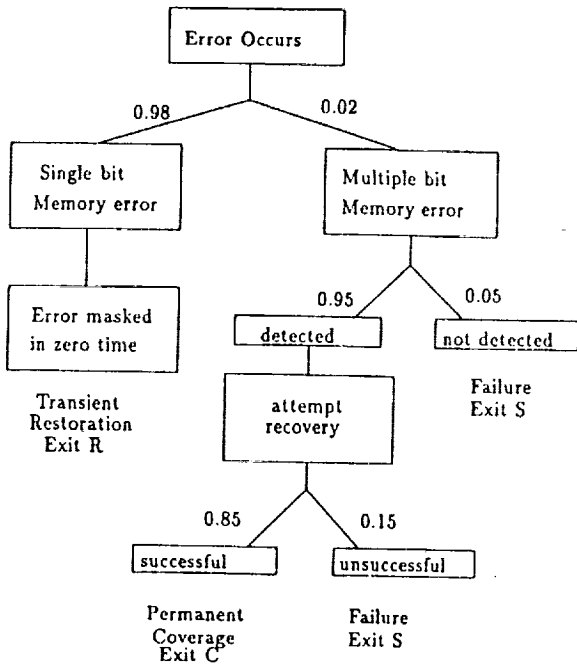 Error Occurs
0.98
0.02
Single bit
Memory error
Multiple bit
Memory error
Error masked
in zero time
0.95
0.05
detected
not detected
Transient
Restoration
Exit R
attempt
recovery
Failure
Exit S
0.85
0.15
successful
unsuccessful
Permanent
Coverage
Exit C
Failure
Exit S